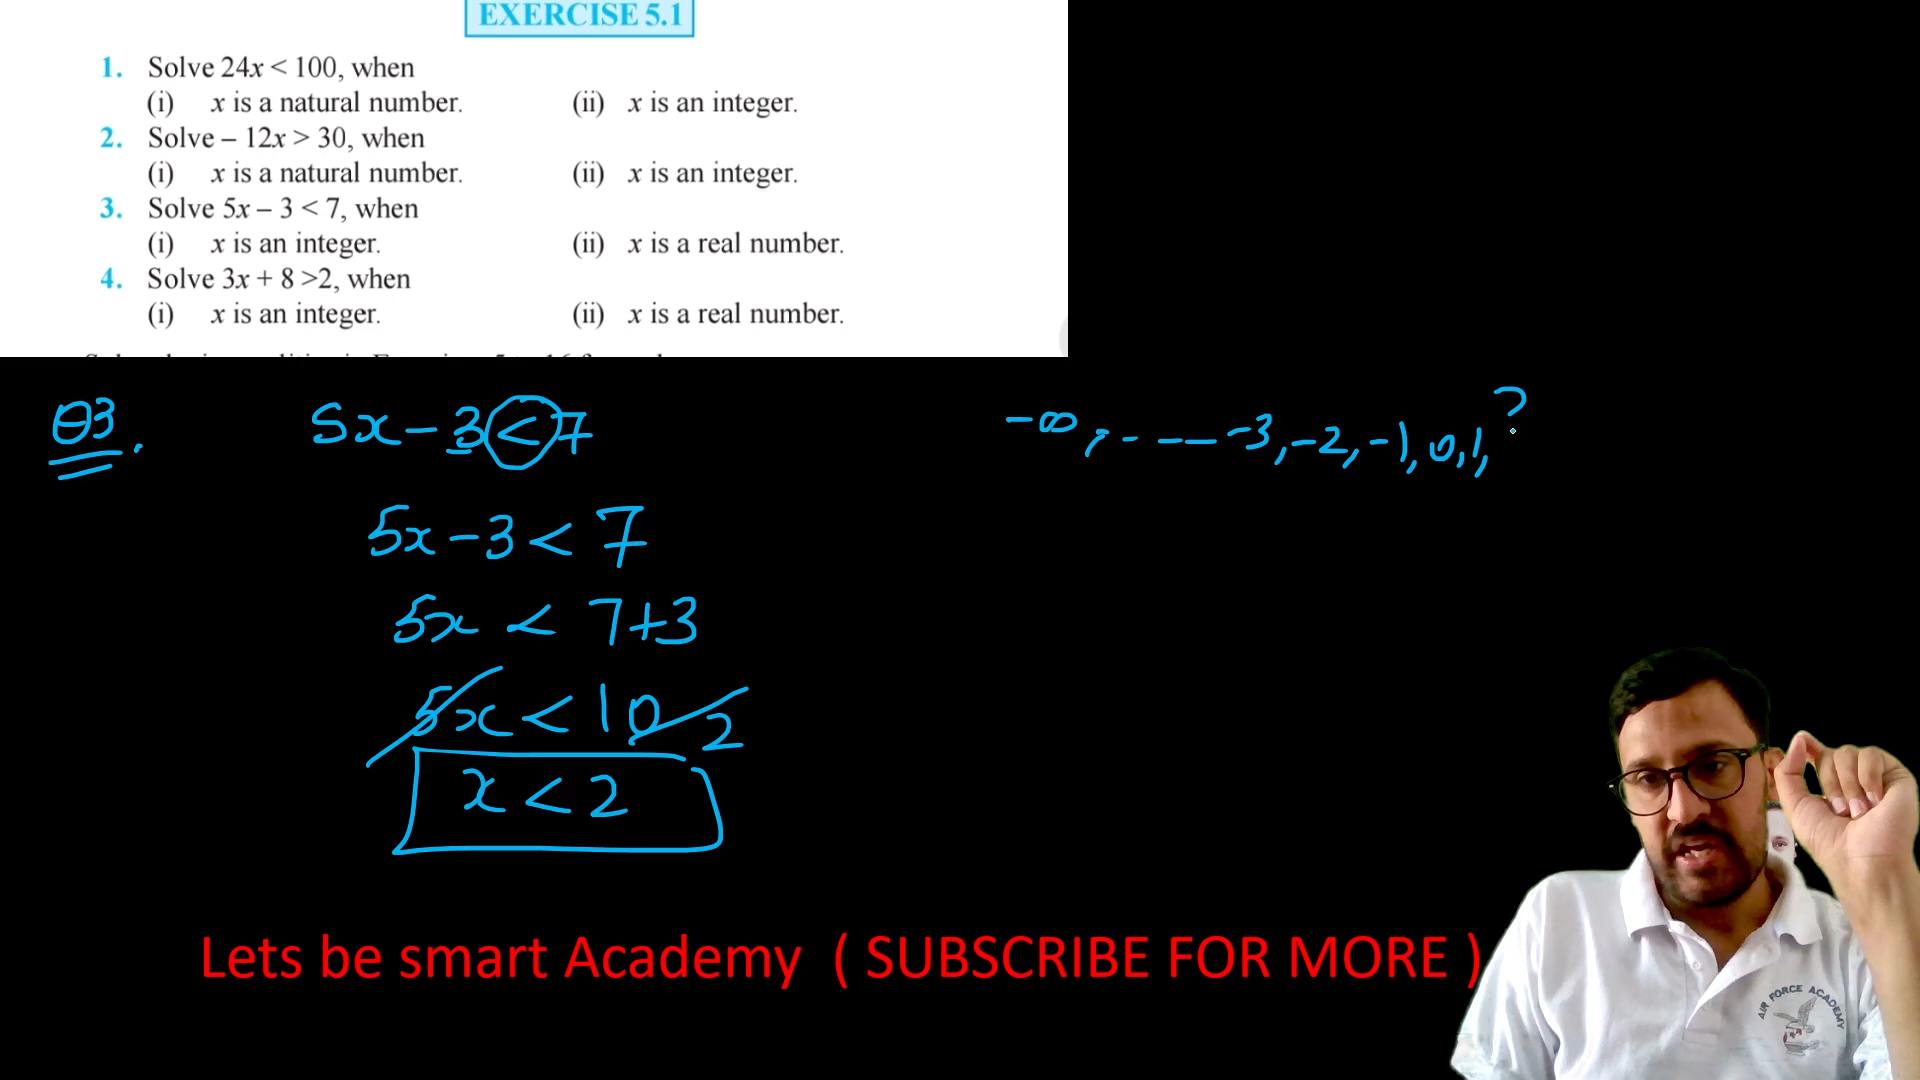 EXERCISE 5.1
1. Solve 24x < 100, when
(i) x is a natural number. (ii) x is an integer.
2. Solve – 12x > 30, when
(i) x is a natural number. (ii) x is an integer.
3. Solve 5x – 3 < 7, when
(i) x is an integer. (ii) x is a real number.
4. Solve 3x + 8 >2, when
(i) x is an integer. (ii) x is a real number.
Q3. 5x-3<7
-∞, - - — -3, -2, -1, 0, 1, ?
5x-3 < 7
5x < 7+3
5x < 10 2
x < 2
Lets be smart Academy ( SUBSCRIBE FOR MORE )
AIR FORCE ACADEMY